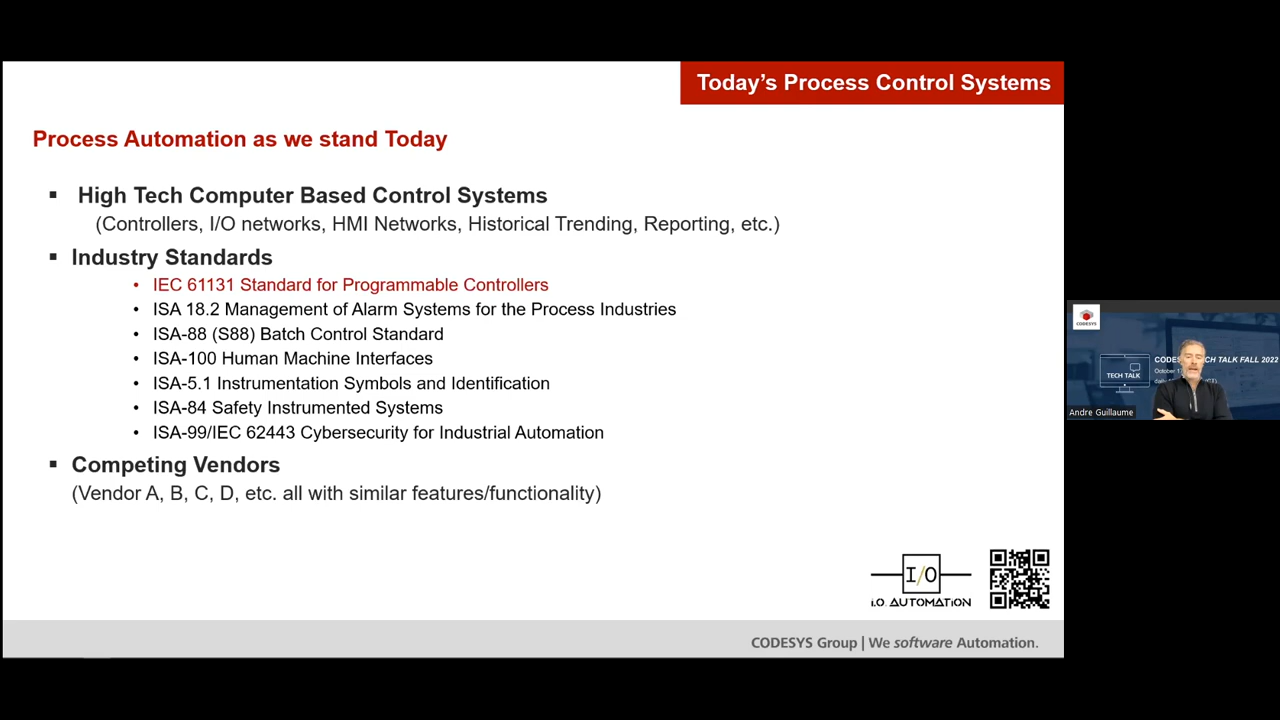 Today's Process Control Systems
Process Automation as we stand Today
▪ High Tech Computer Based Control Systems
(Controllers, I/O networks, HMI Networks, Historical Trending, Reporting, etc.)
▪ Industry Standards
• IEC 61131 Standard for Programmable Controllers
• ISA 18.2 Management of Alarm Systems for the Process Industries
• ISA-88 (S88) Batch Control Standard
• ISA-100 Human Machine Interfaces
• ISA-5.1 Instrumentation Symbols and Identification
• ISA-84 Safety Instrumented Systems
• ISA-99/IEC 62443 Cybersecurity for Industrial Automation
▪ Competing Vendors
(Vendor A, B, C, D, etc. all with similar features/functionality)
I/O
I.O. AUTOMATION
CODESYS Group | We software Automation.
CODESYS
CH TALK FALL 2022
TECH TALK
Andre Guillaume